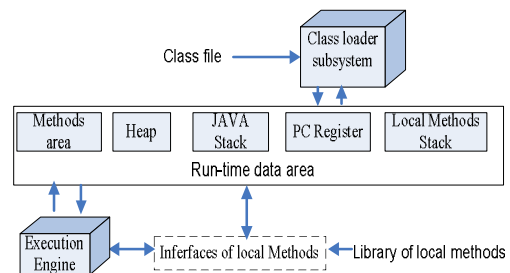 Class loader
subsystem
Class file
Methods
area
Heap
JAVA
Stack
PC Register
Local Methods
Stack
Run-time data area
Execution
Engine
Inferfaces of local Methods
Library of local methods